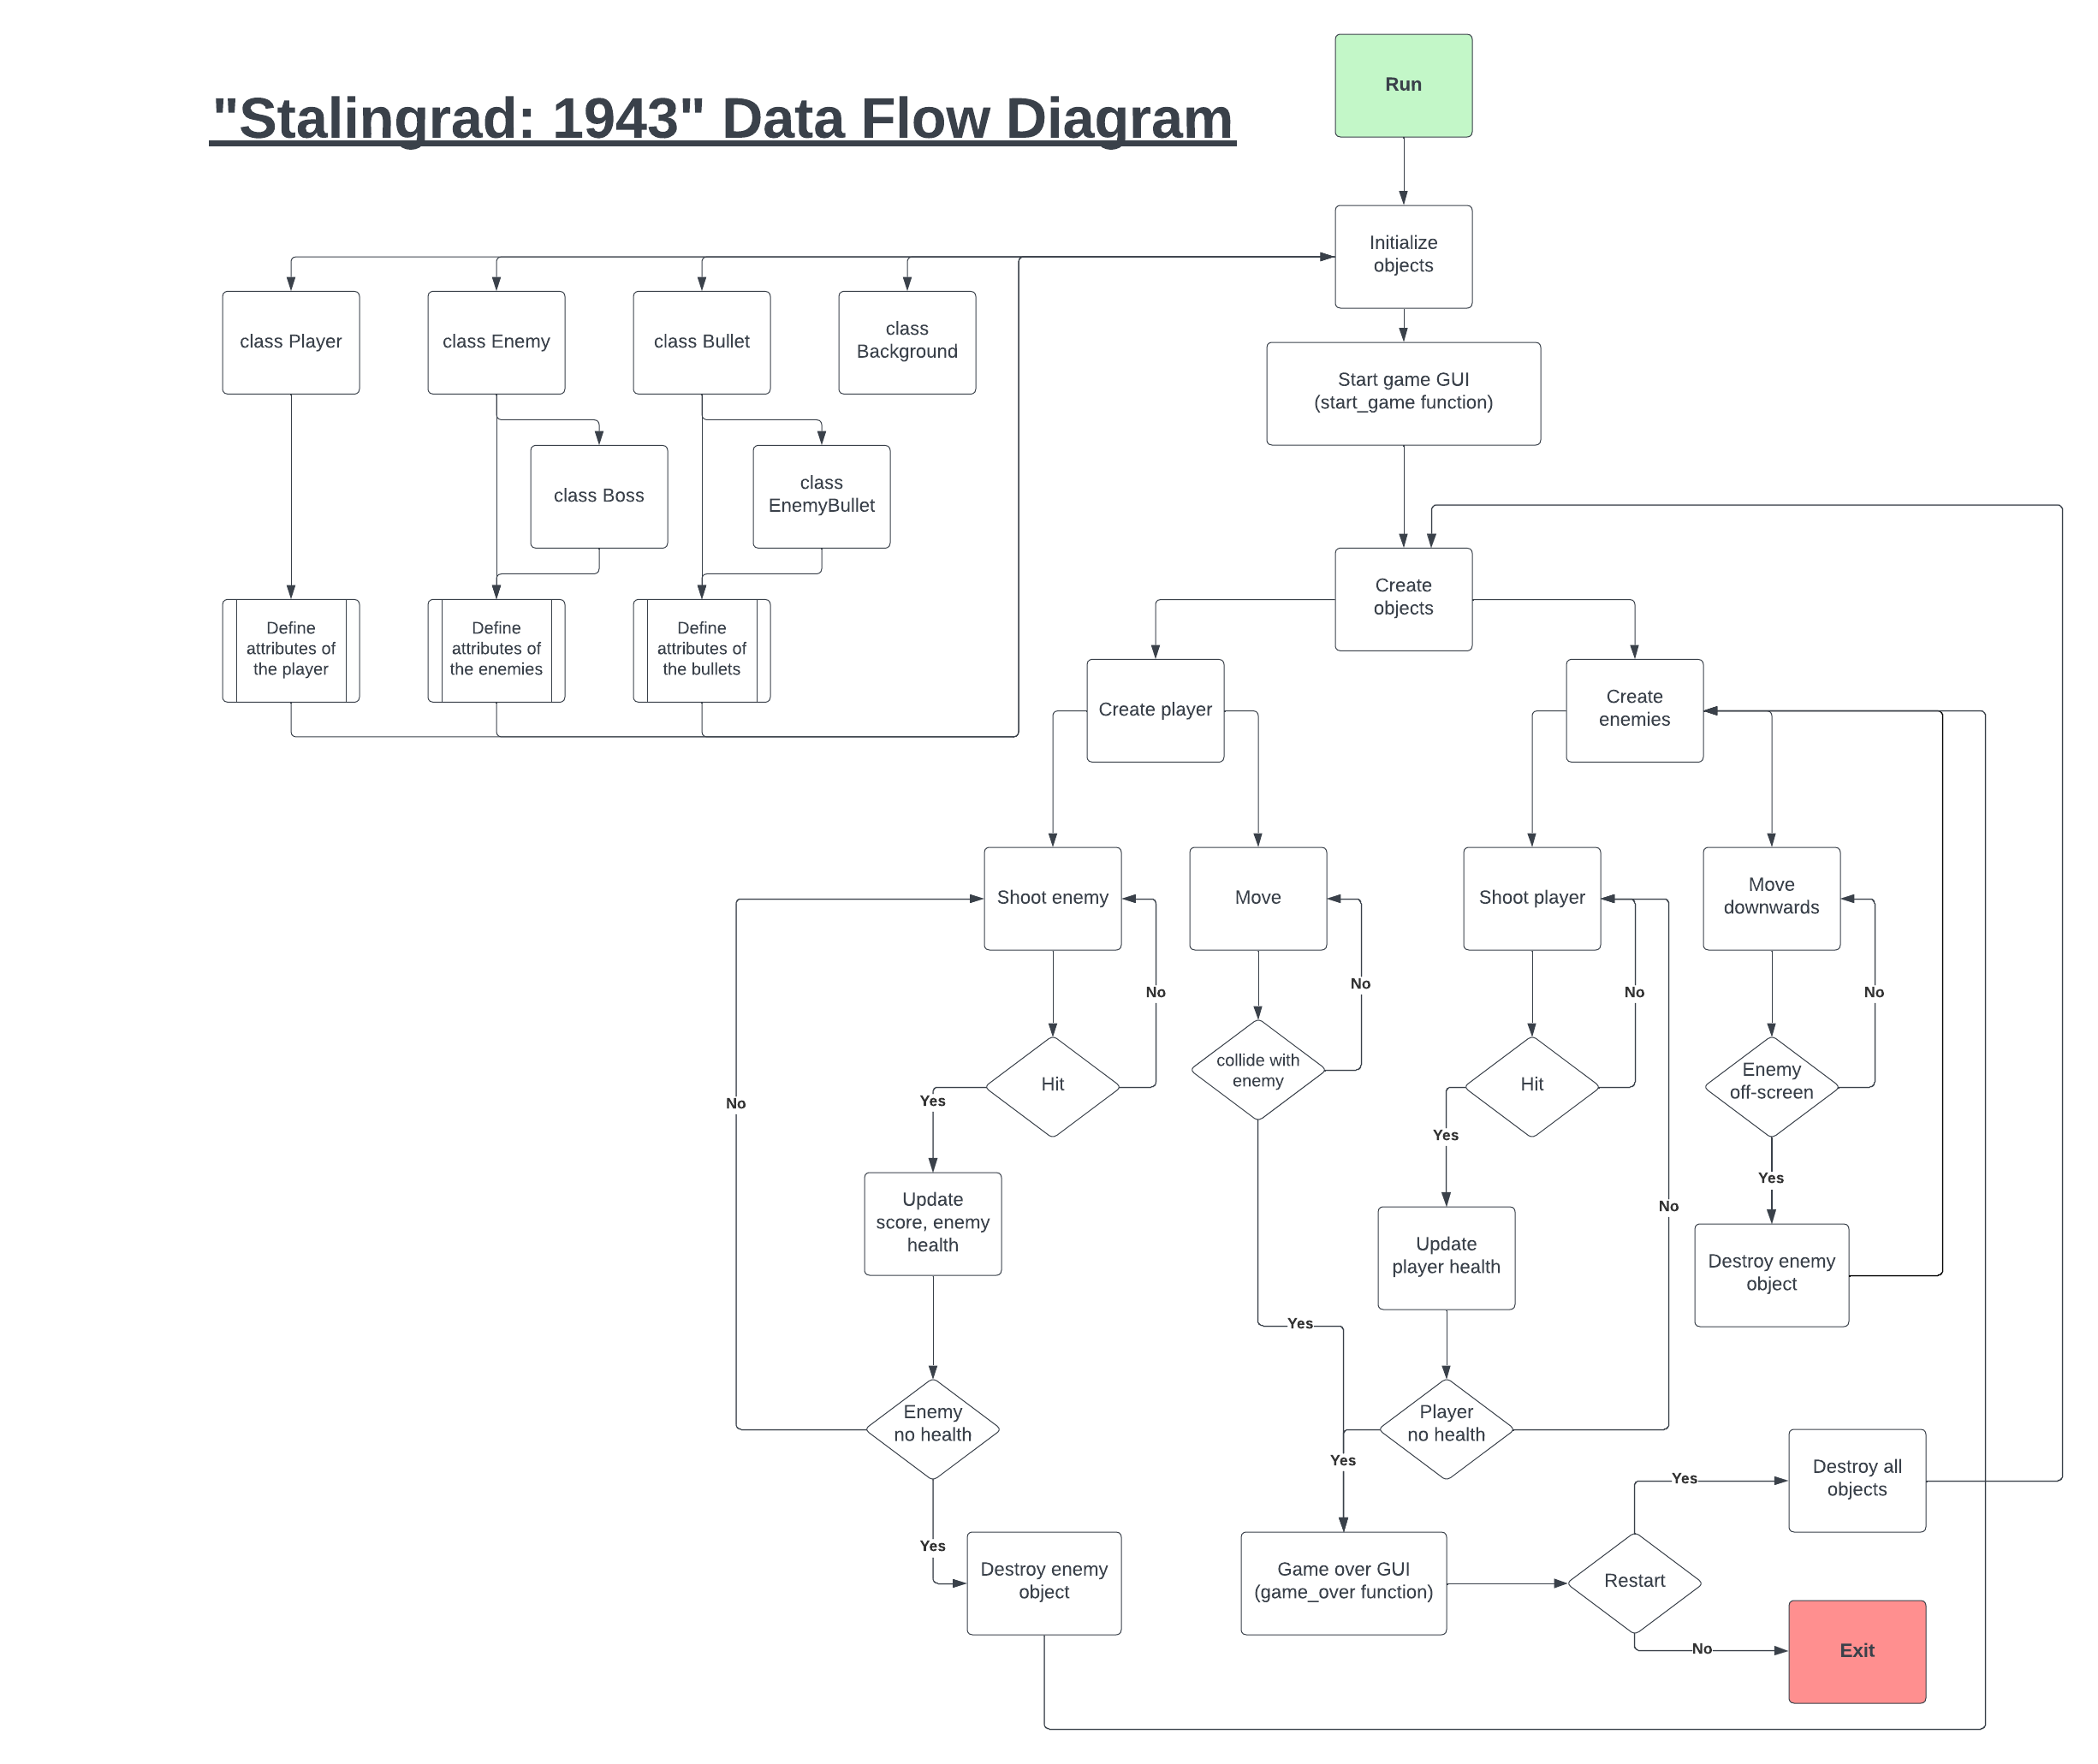 "Stalingrad: 1943" Data Flow Diagram
Run
Initialize
objects
class Player
class Enemy
class Bullet
class
Background
Start game GUI
(start_game function)
class Boss
class
EnemyBullet
Create
objects
Define
attributes of
the player
Define
attributes of
the enemies
Define
attributes of
the bullets
Create player
Create
enemies
Shoot enemy
Move
Shoot player
Move
downwards
No
No
No
No
Hit
collide with
enemy
Hit
Enemy
off-screen
No
Yes
Yes
Yes
No
Update
score, enemy
health
Update
player health
Destroy enemy
object
Yes
Enemy
no health
Player
no health
Yes
Yes
Destroy all
objects
Yes
Destroy enemy
object
Game over GUI
(game_over function)
Restart
No
Exit